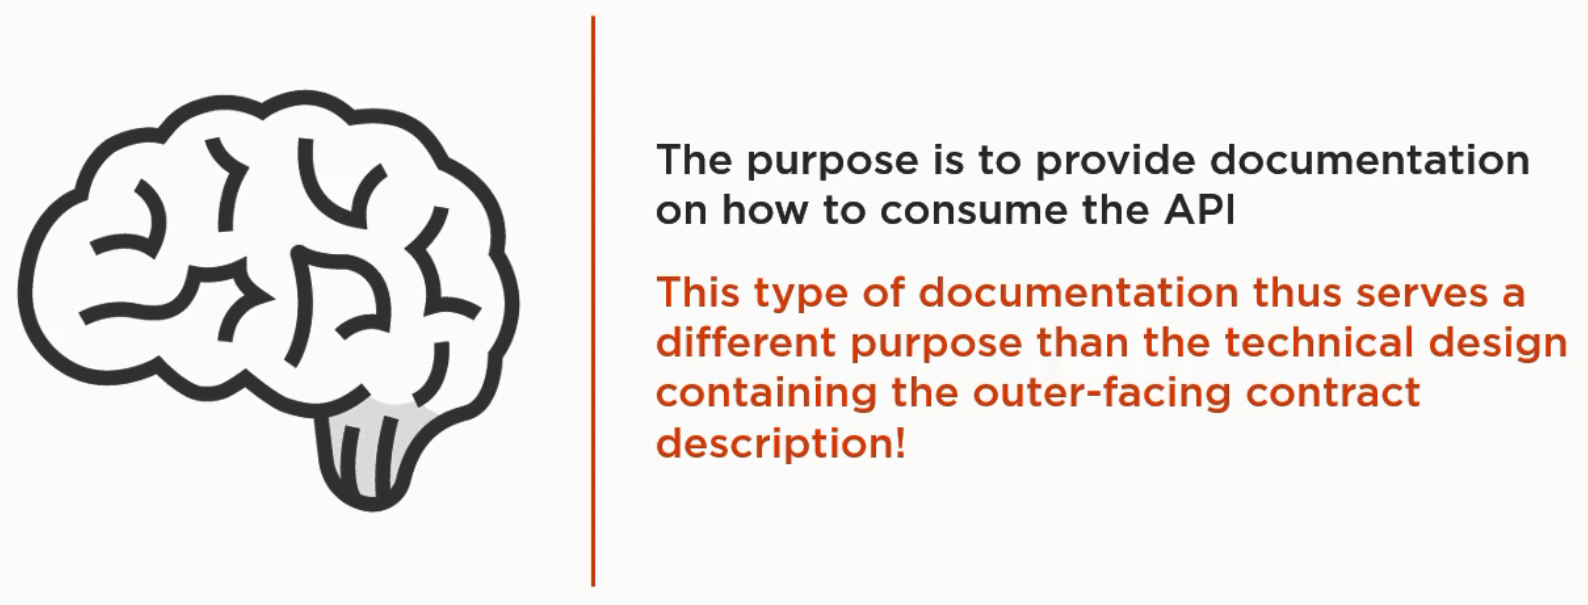 The purpose is to provide documentation
on how to consume the API
This type of documentation thus serves a
different purpose than the technical design
containing the outer-facing contract
description!